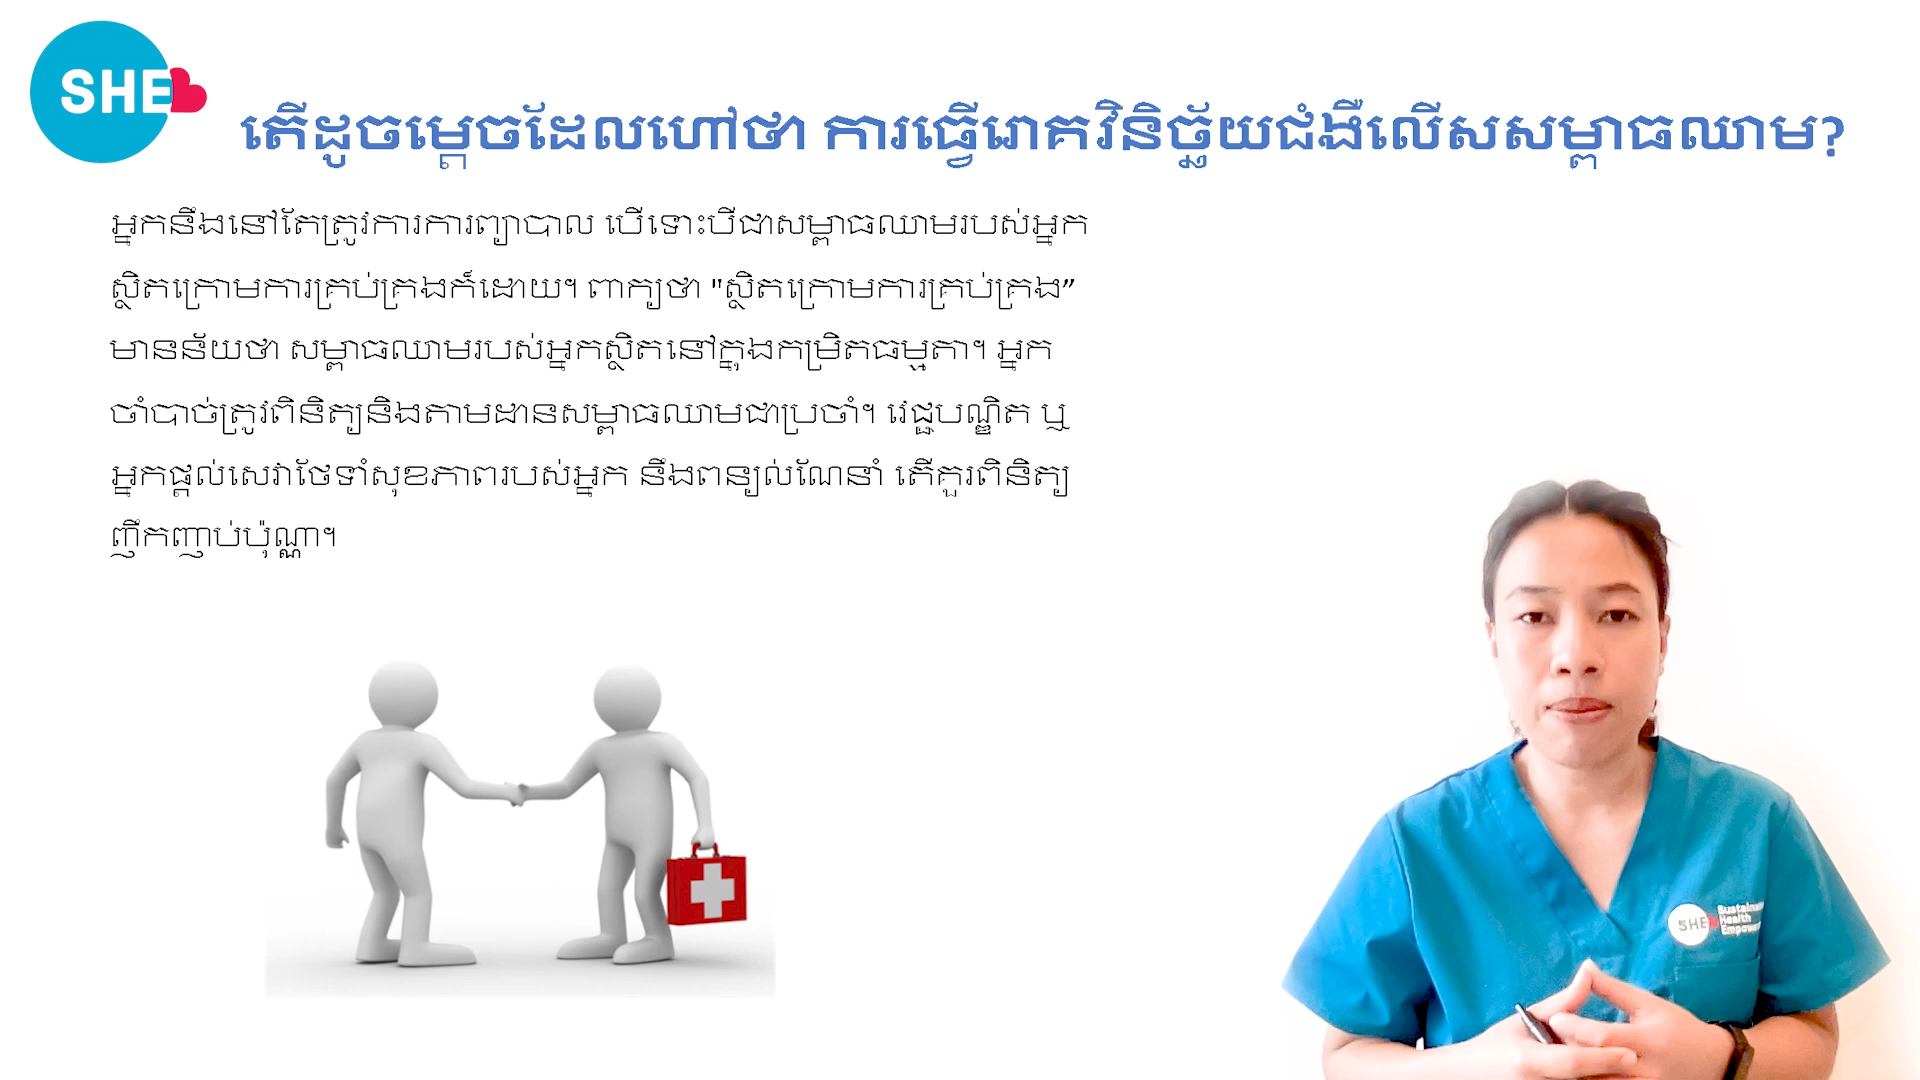 SHE
តើដូចម្ដេចដែលហៅថា ការធ្វើរោគវិនិច្ឆ័យជំងឺលើសសម្ពាធឈាម?
អ្នកនឹងនៅតែត្រូវការការព្យាបាល បើទោះបីជាសម្ពាធឈាមរបស់អ្នក
ស្ថិតក្រោមការគ្រប់គ្រងក៏ដោយ។ ពាក្យថា "ស្ថិតក្រោមការគ្រប់គ្រង”
មានន័យថា សម្ពាធឈាមរបស់អ្នកស្ថិតនៅក្នុងកម្រិតធម្មតា។ អ្នក
ចាំបាច់ត្រូវពិនិត្យនិងតាមដានសម្ពាធឈាមជាប្រចាំ។ វេជ្ជបណ្ឌិត ឬ
អ្នកផ្ដល់សេវាថែទាំសុខភាពរបស់អ្នក នឹងពន្យល់ណែនាំ តើគួរពិនិត្យ
ញឹកញាប់ប៉ុណ្ណា។
SHE
Health